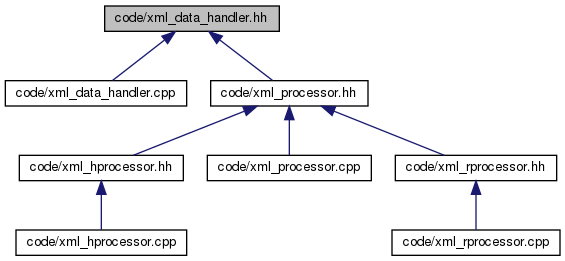 code/xml_data_handler.hh
code/xml_data_handler.cpp
code/xml_processor.hh
code/xml_hprocessor.hh
code/xml_processor.cpp
code/xml_rprocessor.hh
code/xml_hprocessor.cpp
code/xml_rprocessor.cpp